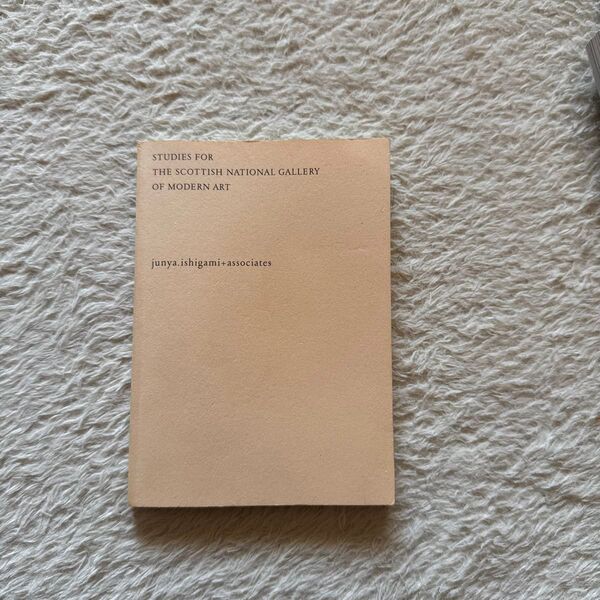 STUDIES FOR
THE SCOTTISH NATIONAL GALLERY
OF MODERN ART
junya.ishigami+associates